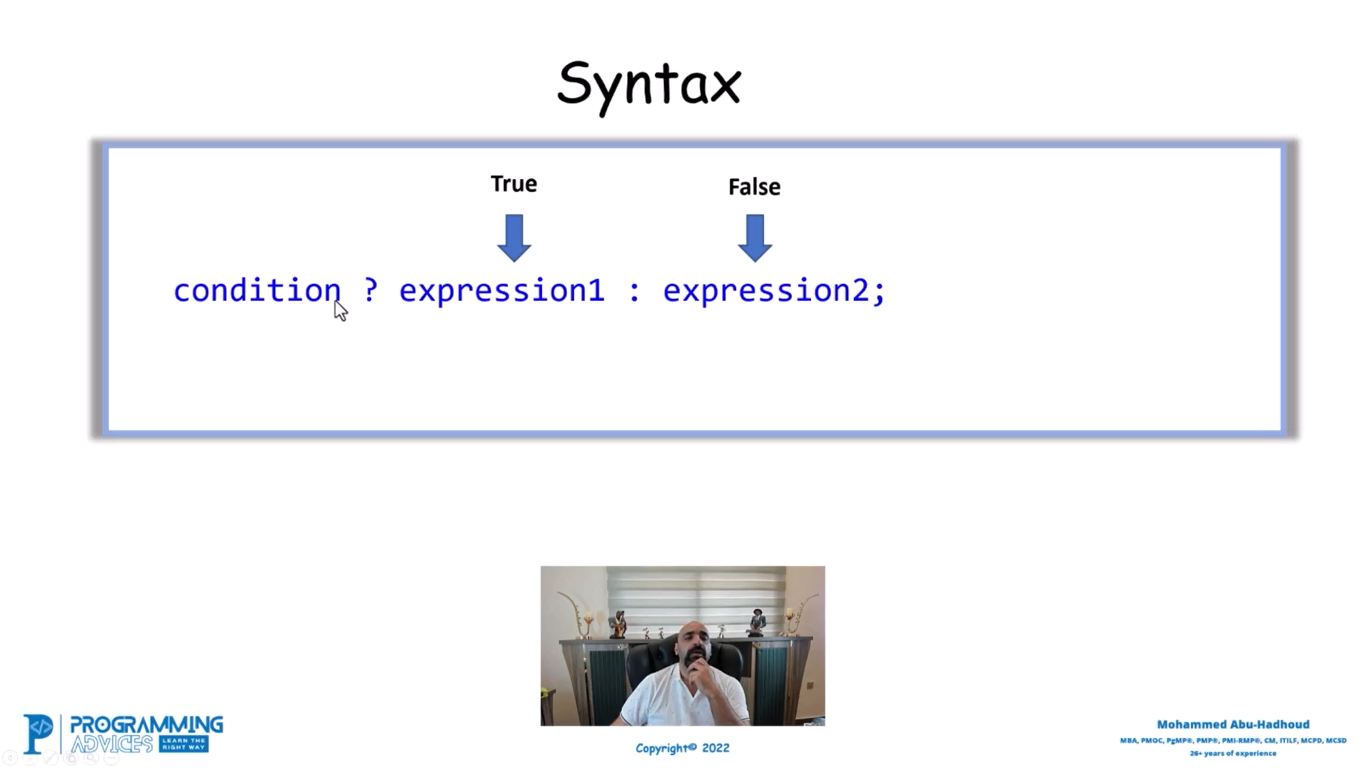 Syntax
True False
condition ? expression1 : expression2;
PROGRAMMING
ADVICES LEARN THE RIGHT WAY
Copyright© 2022
Mohammed Abu-Hadhoud
MBA, PMOC, PgMP®, PMP®, PMI-RMP®, CM, ITILF, MCPD, MCSD
26+ years of experience